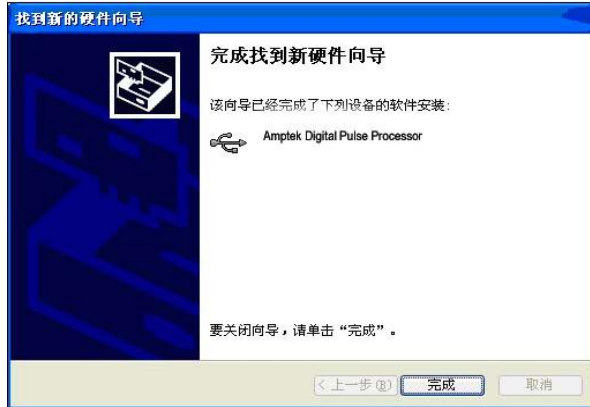 找到新的硬件向导
完成找到新硬件向导
该向导已经完成了下列设备的软件安装:
Amptek Digital Pulse Processor
要关闭向导，请单击“完成”。
<上一步(B) 完成 取消